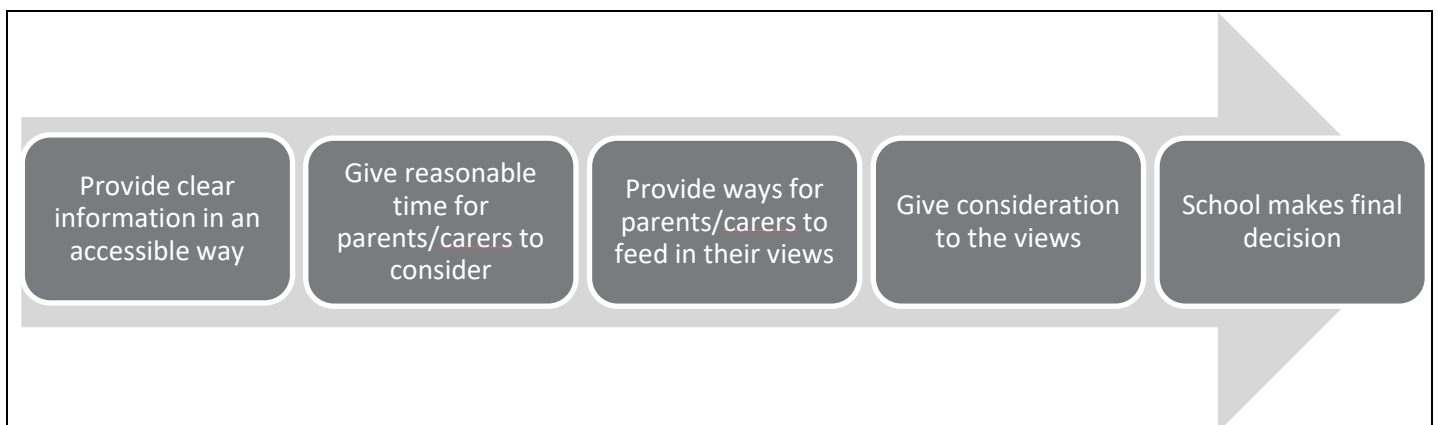 Provide clear
information in an
accessible way
Give reasonable
time for
parents/carers to
consider
Provide ways for
parents/carers to
feed in their views
Give consideration
to the views
School makes final
decision